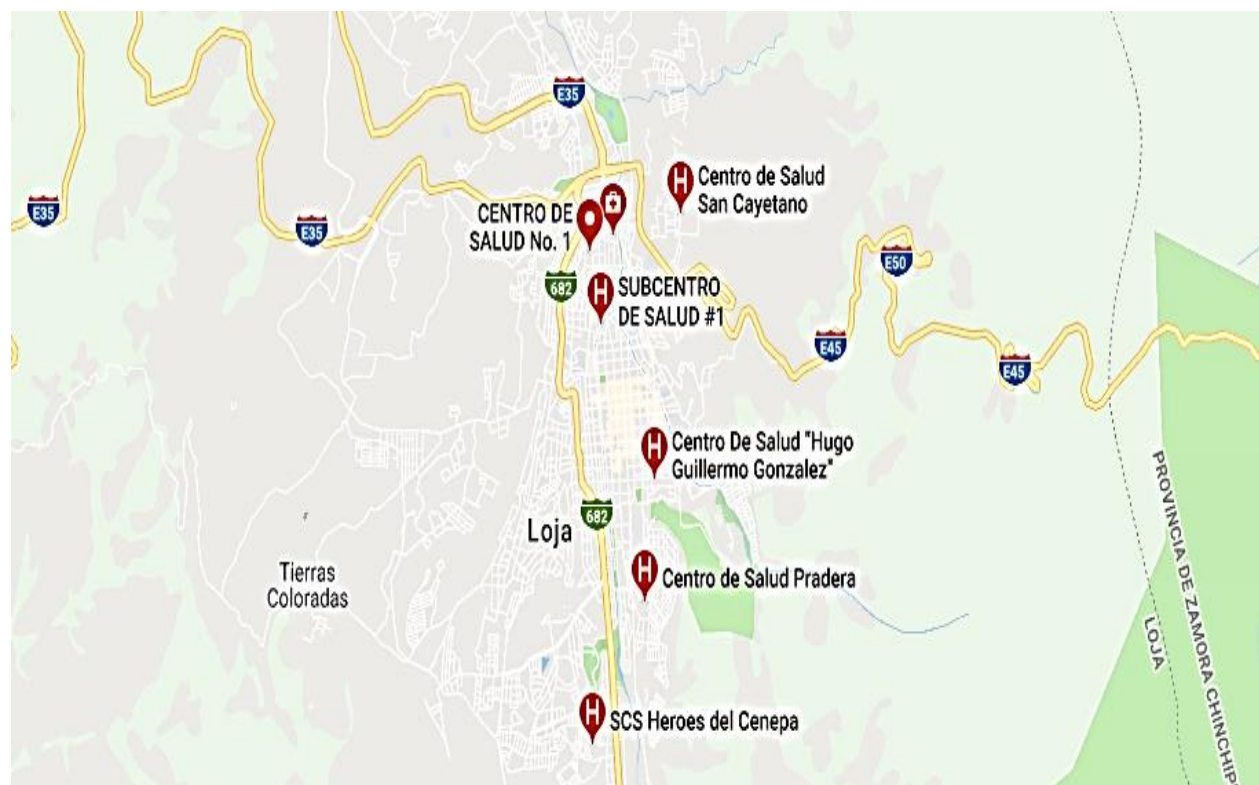 E35
E35
E35
Centro de Salud
San Cayetano
CENTRO DE
SALUD No. 1
E50
682
SUBCENTRO
DE SALUD #1
E45
E45
Centro De Salud "Hugo
Guillermo Gonzalez"
682
Loja
Tierras
Coloradas
Centro de Salud Pradera
SCS Heroes del Cenepa
LOJA
PROVINCIA DE ZAMORA CHINCHIP